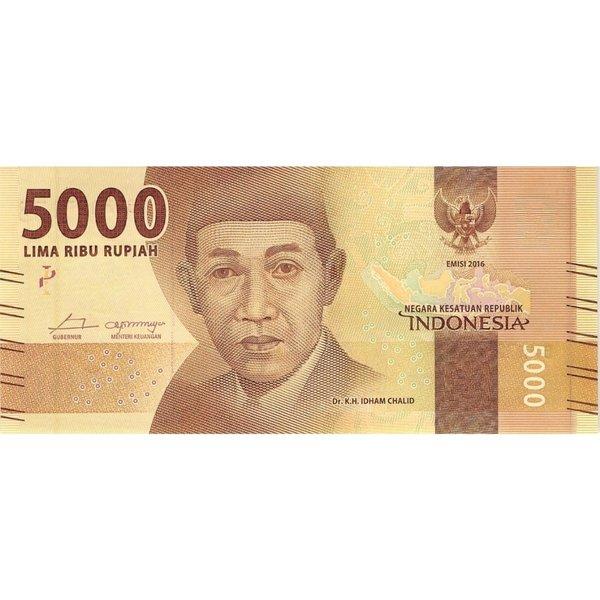 5000
LIMA RIBU RUPIAH
GUBERNUR
MENTERI KEUANGAN
EMISI 2016
NEGARA KESATUAN REPUBLIK
INDONESIA
5000
Dr. K.H. IDHAM CHALID